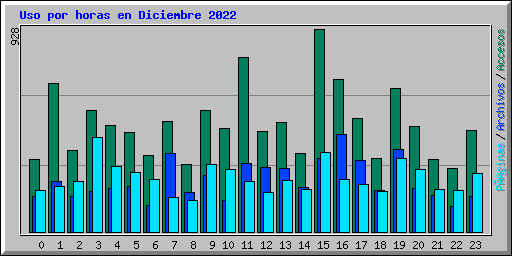 Uso por horas en Diciembre 2022
928
PÃginas / Archivos / Accesos
0 1 2 3 4 5 6 7 8 9 10 11 12 13 14 15 16 17 18 19 20 21 22 23